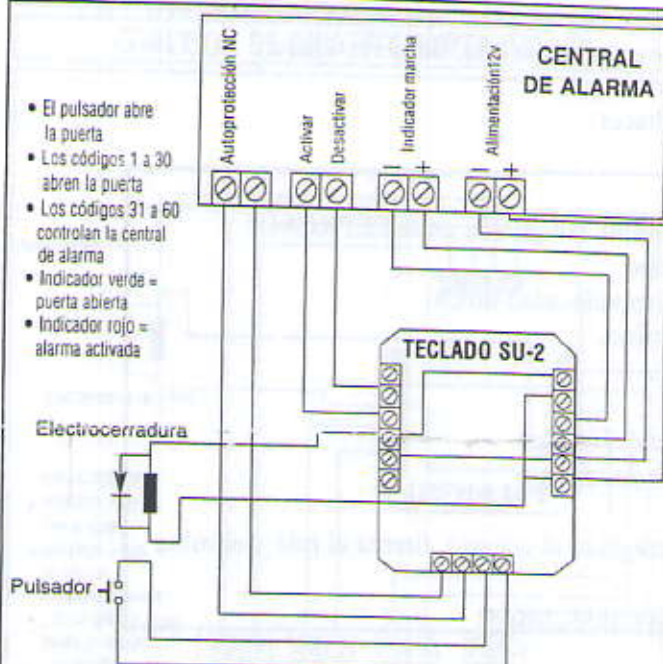 CENTRAL
DE ALARMA
Autoprotección NC
Activar
Desactivar
Indicador marcha
Alimentación 12v
− +
− +
• El pulsador abre
la puerta
• Los códigos 1 a 30
abren la puerta
• Los códigos 31 a 60
controlan la central
de alarma
• Indicador verde =
puerta abierta
• Indicador rojo =
alarma activada
TECLADO SU-2
Electrocerradura
Pulsador